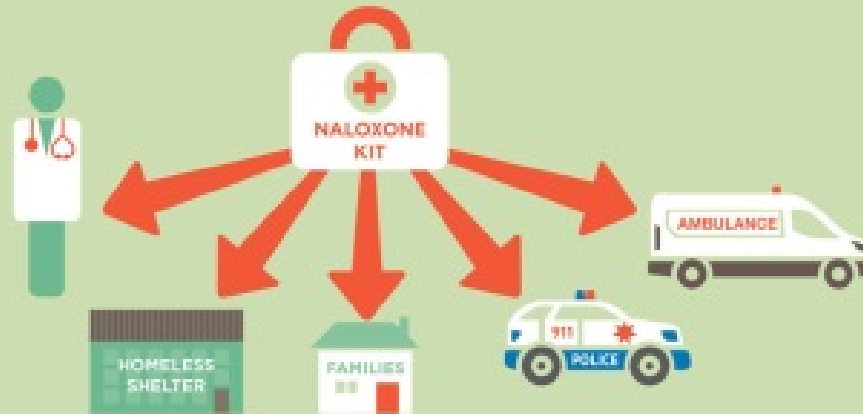 NALOXONE
KIT
AMBULANCE
911
POLICE
HOMELESS
SHELTER
FAMILIES